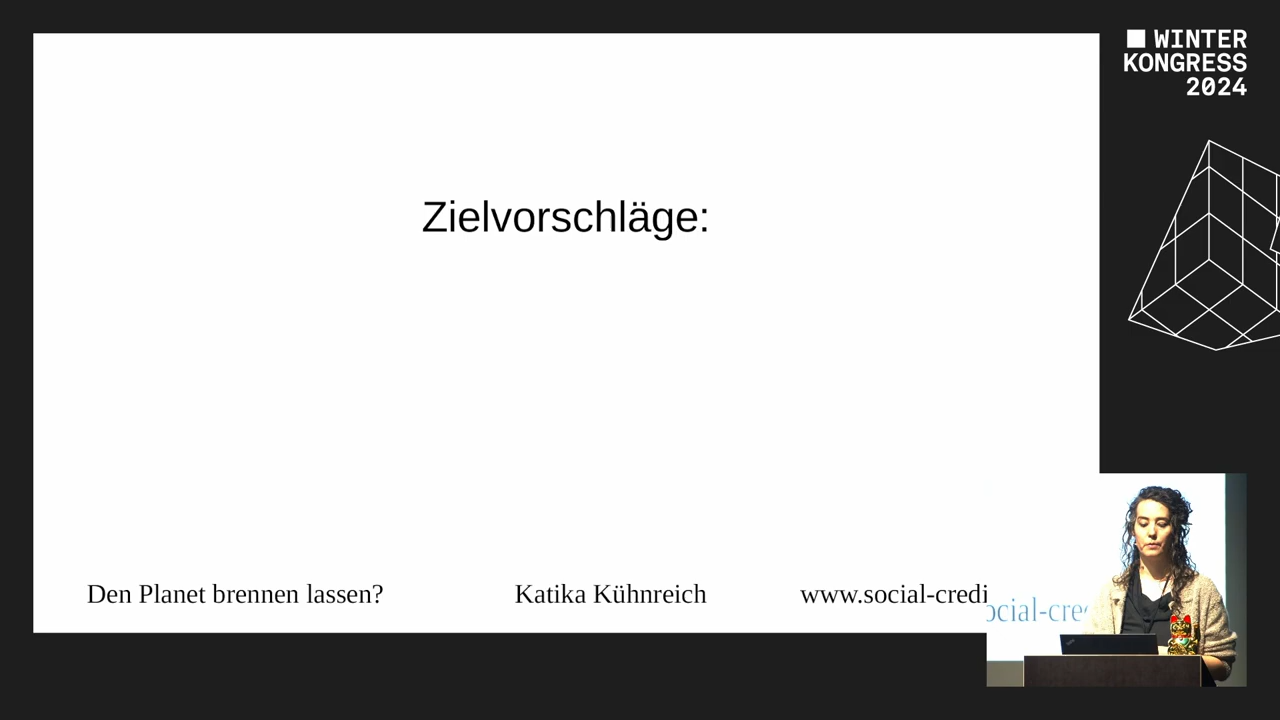 WINTER
KONGRESS
2024
Zielvorschläge:
Den Planet brennen lassen? Katika Kühnreich www.social-credi
ocial-cre